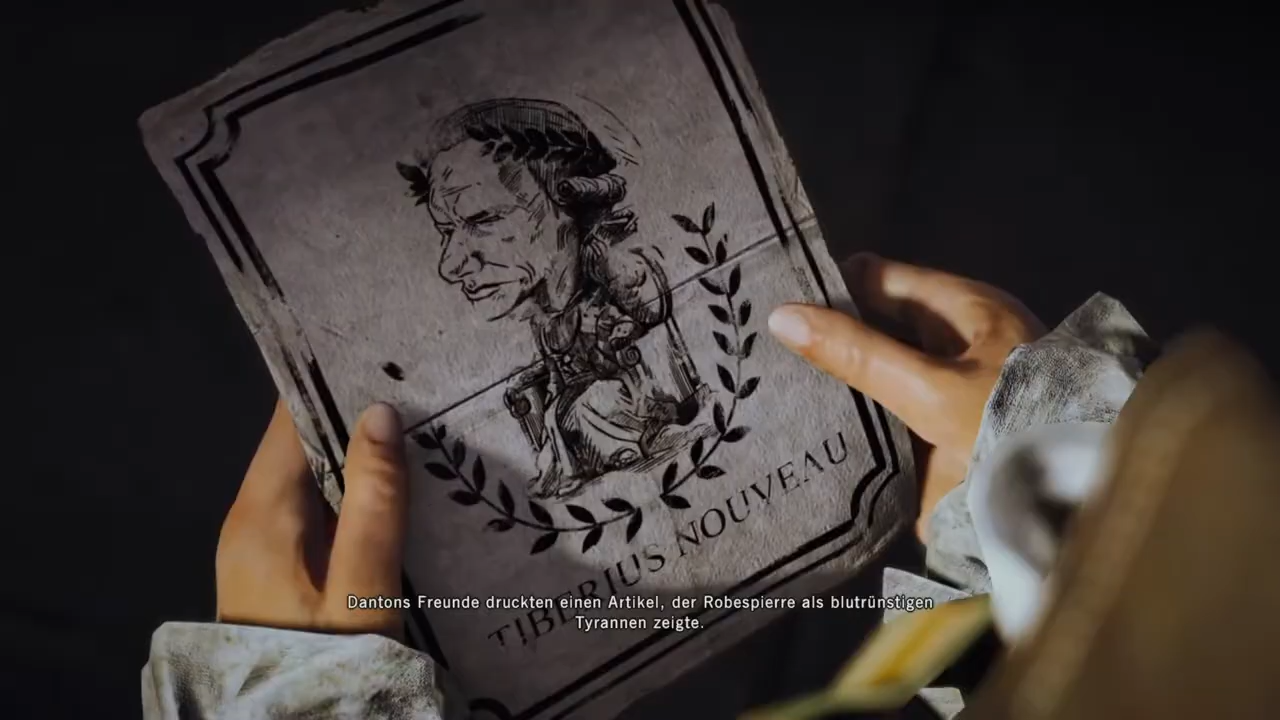 TIBERIUS NOUVEAU
Dantons Freunde druckten einen Artikel, der Robespierre als blutrünstigen
Tyrannen zeigte.